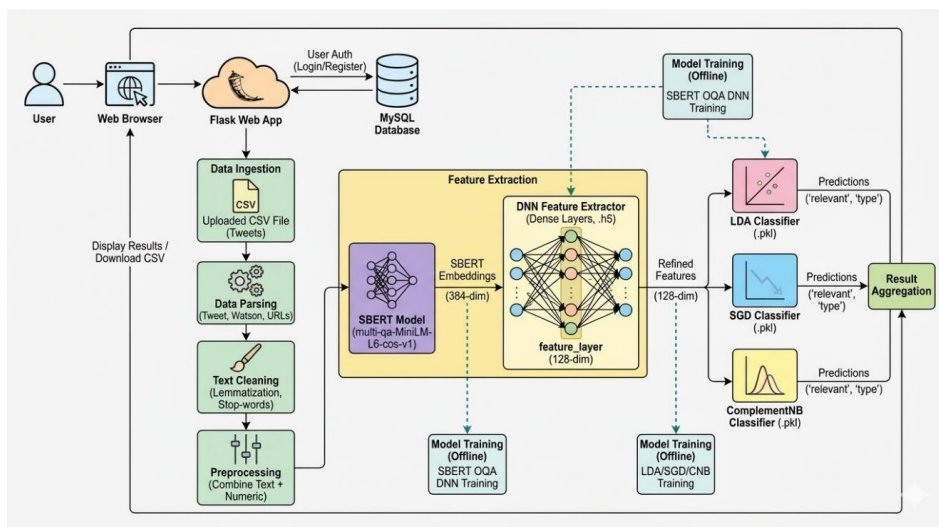 User
Web Browser
Flask Web App
User Auth
(Login/Register)
MySQL
Database
Model Training
(Offline)
SBERT OQA DNN
Training
Data Ingestion
CSV
Uploaded CSV File
(Tweets)
Data Parsing
(Tweet, Watson, URLs)
Text Cleaning
(Lemmatization,
Stop-words)
Preprocessing
(Combine Text +
Numeric)
Display Results /
Download CSV
Feature Extraction
SBERT Model
(multi-qa-MiniLM-
L6-cos-v1)
SBERT
Embeddings
(384-dim)
DNN Feature Extractor
(Dense Layers, .h5)
feature_layer
(128-dim)
Refined
Features
(128-dim)
Model Training
(Offline)
SBERT OQA
DNN Training
Model Training
(Offline)
LDA/SGD/CNB
Training
LDA Classifier
(.pkl)
Predictions
('relevant', 'type')
SGD Classifier
(.pkl)
Predictions
('relevant',
'type')
ComplementNB
Classifier (.pkl)
Predictions
('relevant', 'type')
Result
Aggregation